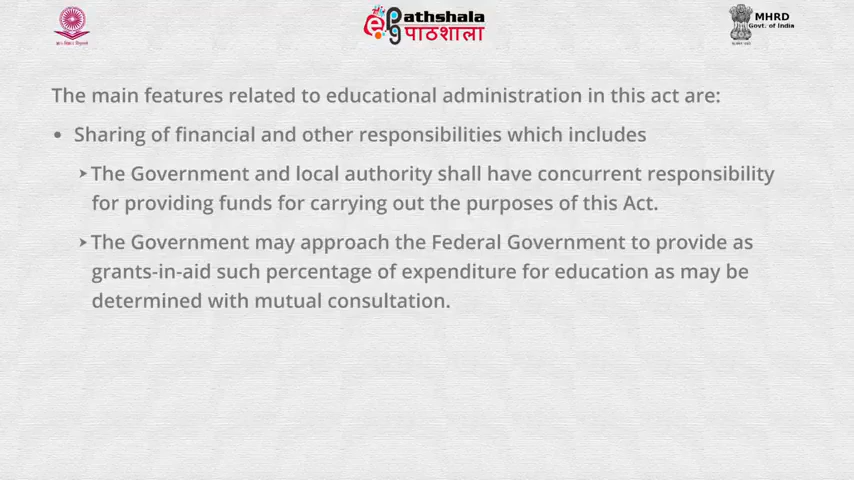 ePathshala
पाठशाला
MHRD
Govt. of India
The main features related to educational administration in this act are:
• Sharing of financial and other responsibilities which includes
➢The Government and local authority shall have concurrent responsibility
for providing funds for carrying out the purposes of this Act.
➢The Government may approach the Federal Government to provide as
grants-in-aid such percentage of expenditure for education as may be
determined with mutual consultation.